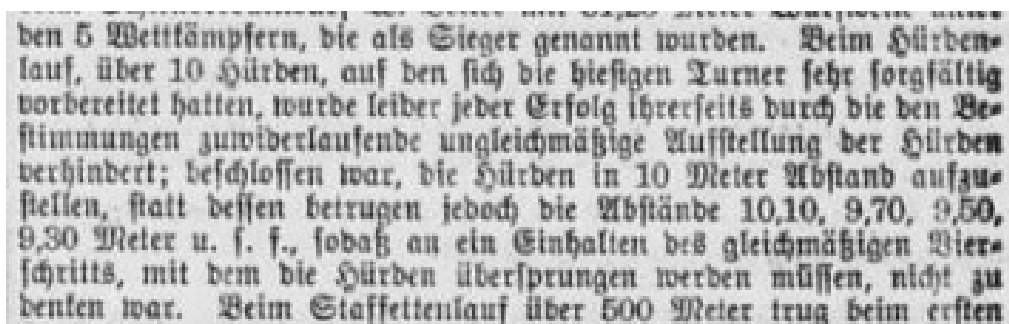 den 5 Wettkämpfern, die als Sieger genannt wurden. Beim Hürden-
lauf, über 10 Hürden, auf den sich die hiesigen Turner sehr sorgfältig
vorbereitet hatten, wurde leider jeder Erfolg ihrerseits durch die den Be-
stimmungen zuwiderlaufende ungleichmäßige Aufstellung der Hürden
verhindert; beschlossen war, die Hürden in 10 Meter Abstand aufzu-
stellen, statt dessen betrugen jedoch die Abstände 10,10, 9,70, 9,50,
9,30 Meter u. s. f., sodaß an ein Einhalten des gleichmäßigen Vier-
schritts, mit dem die Hürden übersprungen werden müssen, nicht zu
denken war. Beim Staffettenlauf über 500 Meter trug beim ersten